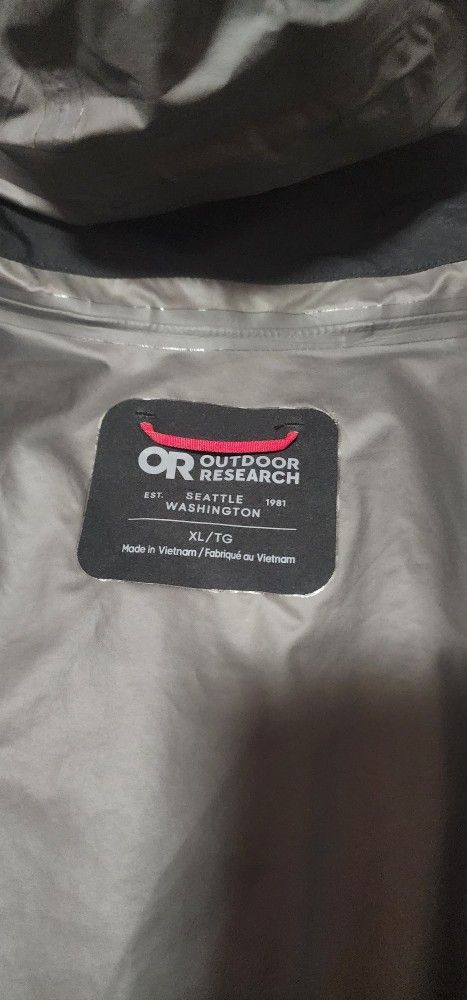 OR OUTDOOR
RESEARCH
EST. SEATTLE 1981
WASHINGTON
XL/TG
Made in Vietnam/Fabriqué au Vietnam